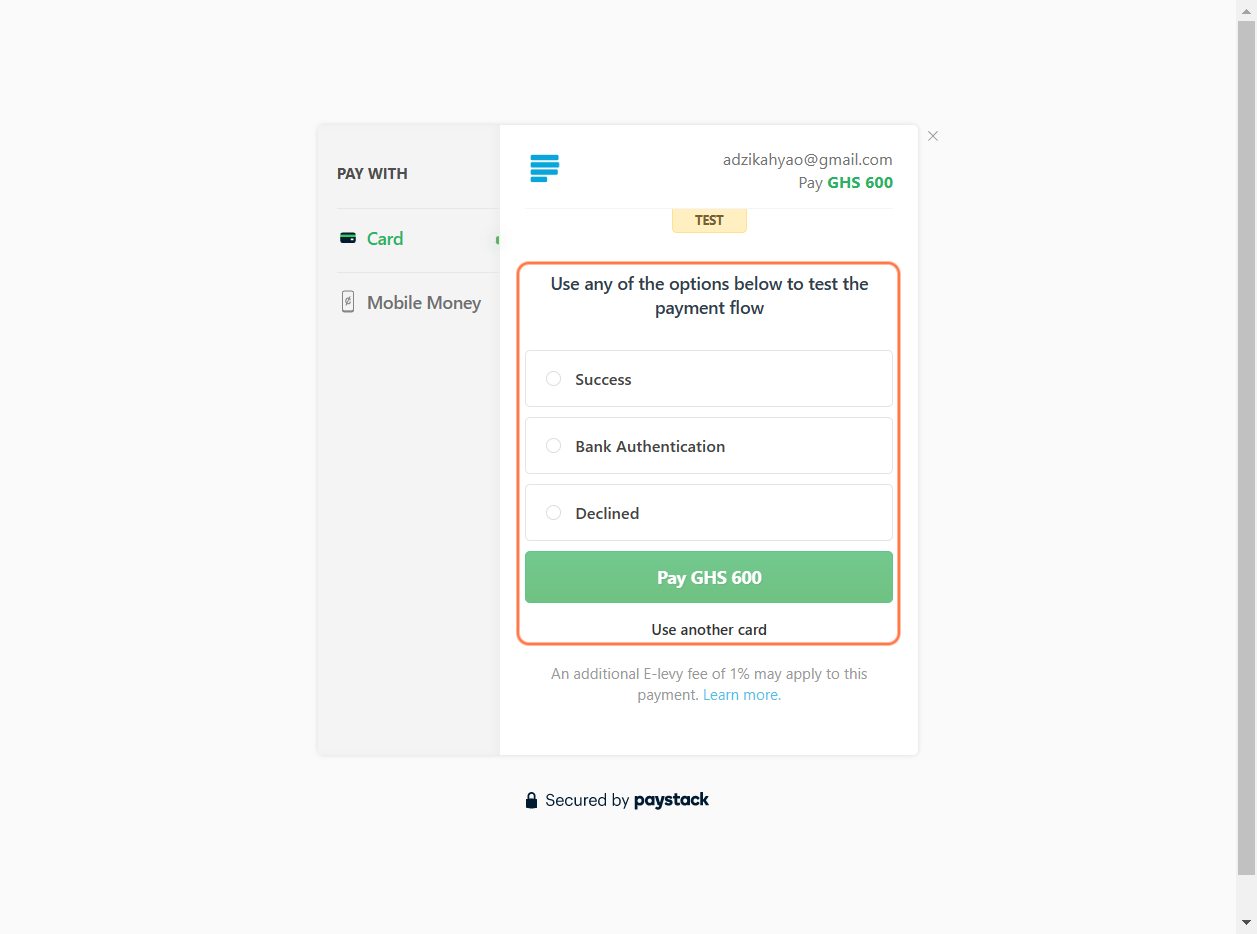 PAY WITH
Card
Mobile Money
adzikahyao@gmail.com
Pay GHS 600
TEST
Use any of the options below to test the
payment flow
Success
Bank Authentication
Declined
Pay GHS 600
Use another card
An additional E-levy fee of 1% may apply to this
payment. Learn more.
Secured by paystack